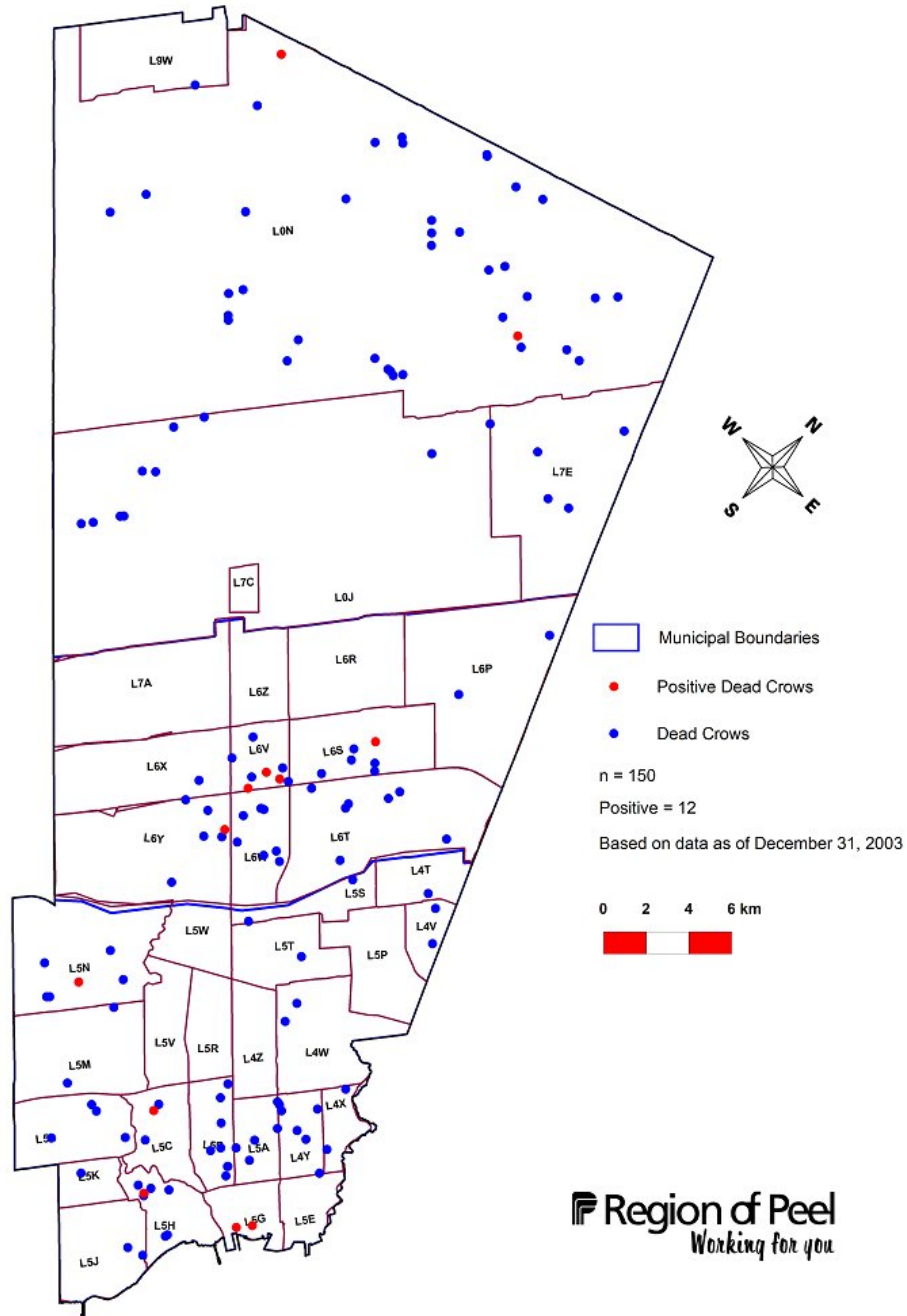 L9W
L0N
L7E
L7C
L0J
L6R
L7A
L6Z
L6P
L6V
L6S
L6X
L6Y
L6T
L6W
L4T
L5S
L5W
L4V
L5T
L5P
L5N
L5V
L5R
L4W
L5M
L4Z
L4X
L5C
L5B
L5A
L4Y
L5K
L5G
L5H
L5E
L5J
W N
S E
Municipal Boundaries
Positive Dead Crows
Dead Crows
n = 150
Positive = 12
Based on data as of December 31, 2003
0 2 4 6 km
Region of Peel
Working for you